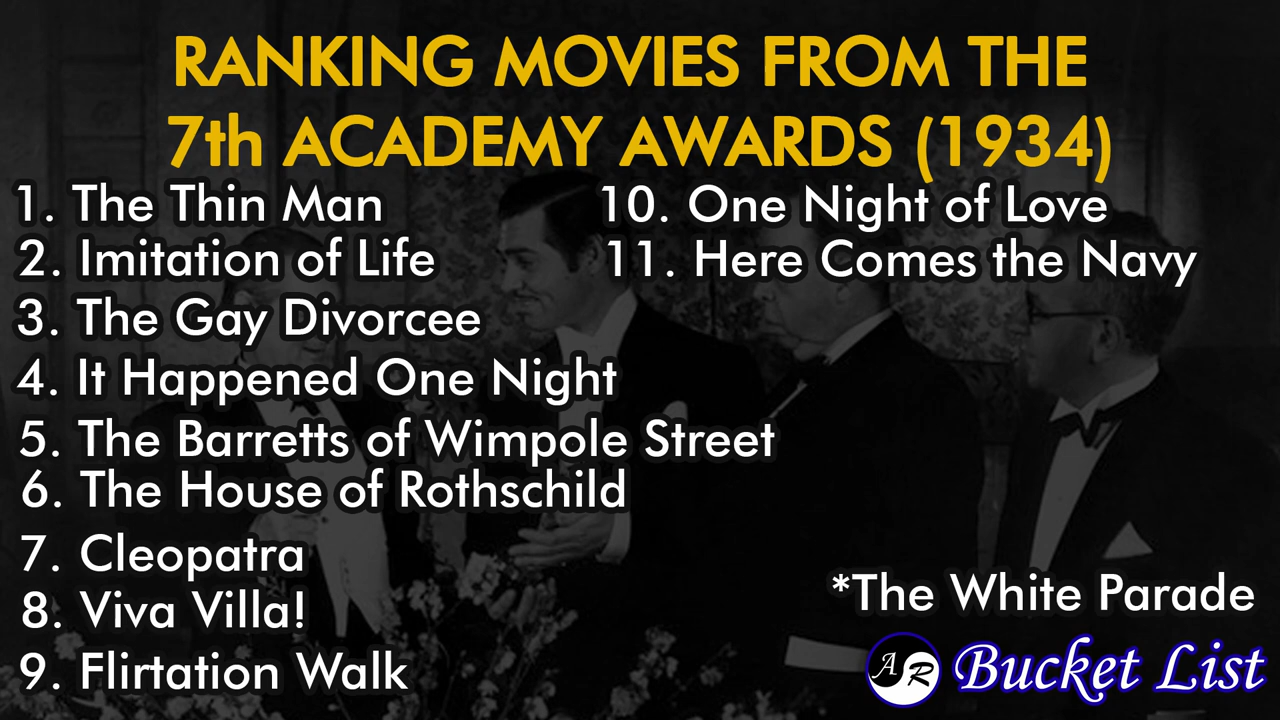 RANKING MOVIES FROM THE
7th ACADEMY AWARDS (1934)
1. The Thin Man
2. Imitation of Life
3. The Gay Divorcee
4. It Happened One Night
5. The Barretts of Wimpole Street
6. The House of Rothschild
7. Cleopatra
8. Viva Villa!
9. Flirtation Walk
10. One Night of Love
11. Here Comes the Navy
*The White Parade
AR Bucket List